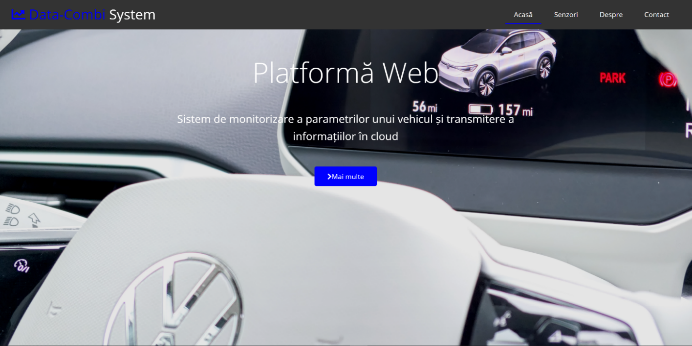 Data-Combi System
Acasă
Senzori
Despre
Contact
Platformă Web
PARK
P
56 mi
157 mi
Sistem de monitorizare a parametrilor unui vehicul și transmitere a
informațiilor în cloud
Mai multe